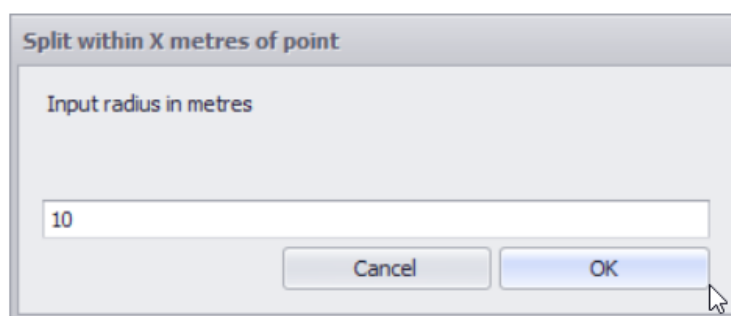 Split within X metres of point
Input radius in metres
10
Cancel OK